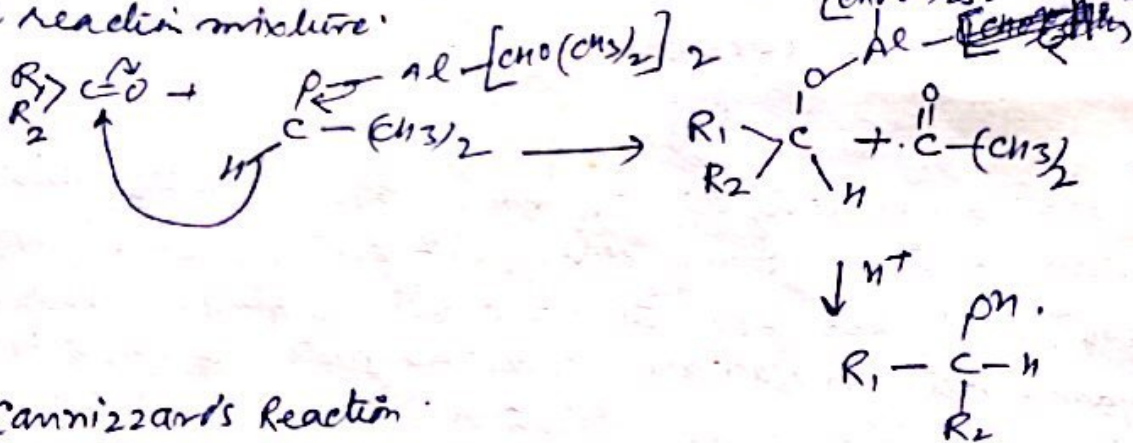 reaction mixture.
R1 R2 > C=O + H C O - Al - [CHO(CH3)2]2 - (CH3)2 → R1 R2 > C O - Al H + O || C - (CH3)2
↓ H+
OH.
R1 - C - H
R2
Cannizzaro's Reaction.